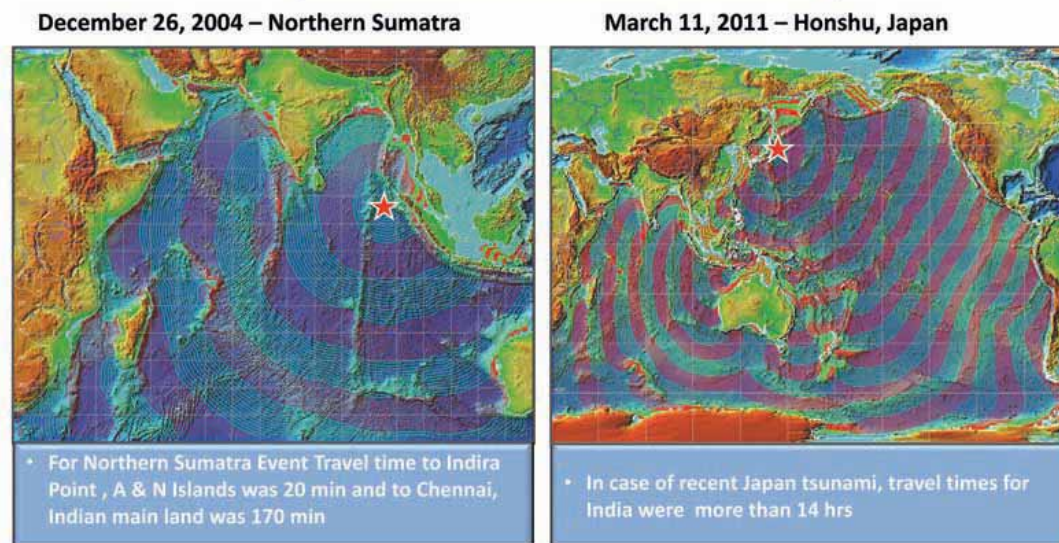 December 26, 2004 – Northern Sumatra
March 11, 2011 – Honshu, Japan
• For Northern Sumatra Event Travel time to Indira
Point , A & N Islands was 20 min and to Chennai,
Indian main land was 170 min
• In case of recent Japan tsunami, travel times for
India were more than 14 hrs